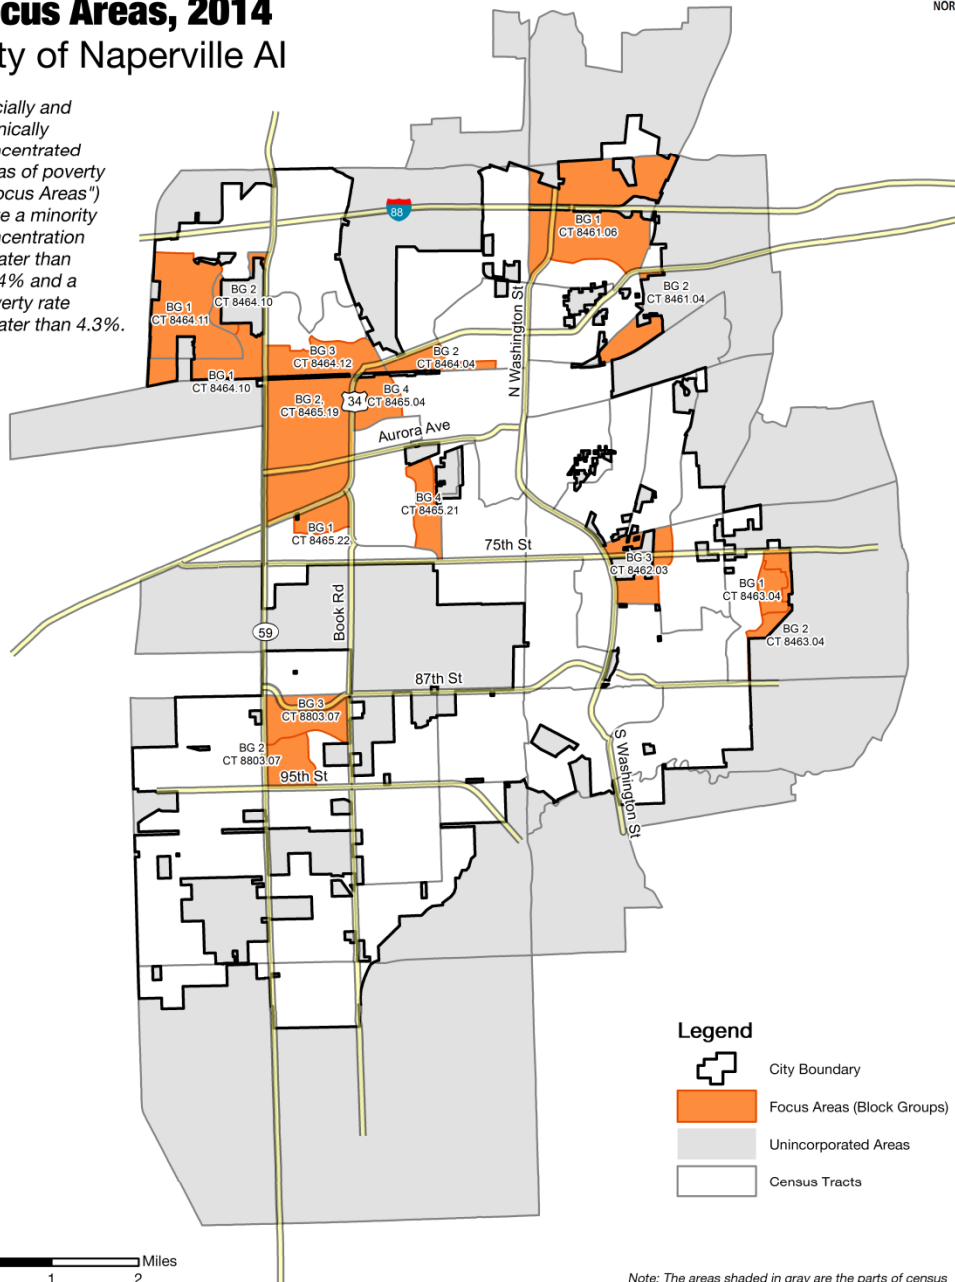 cus Areas, 2014
ty of Naperville AI
NOR
cially and
nically
ncentrated
as of poverty
ocus Areas")
e a minority
ncentration
ater than
4% and a
verty rate
ater than 4.3%.
88
BG 1
CT 8461.06
BG 2
CT 8461.04
BG 2
CT 8464.10
BG 1
CT 8464.11
N Washington St
BG 3
CT 8464.12
BG 2
CT 8464.04
BG 1
CT 8464.10
BG 4
CT 8465.04
34
BG 2,
CT 8465.19
Aurora Ave
BG 4
CT 8465.21
BG 1
CT 8465.22
75th St
BG 3
CT 8462.03
BG 1
CT 8463.04
BG 2
CT 8463.04
Book Rd
59
87th St
BG 3
CT 8803.07
BG 2
CT 8803.07
95th St
S Washington St
Legend
City Boundary
Focus Areas (Block Groups)
Unincorporated Areas
Census Tracts
Miles
1 2
Note: The areas shaded in gray are the parts of census